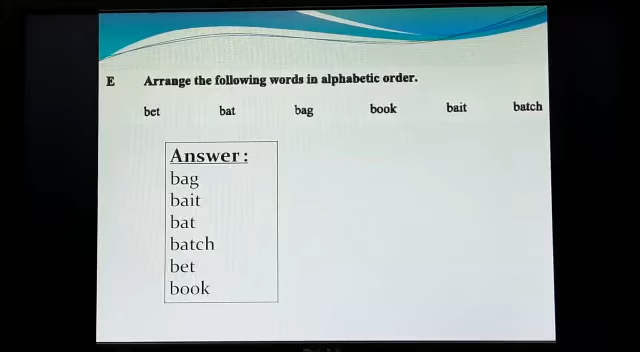 E Arrange the following words in alphabetic order.
bet bat bag book bait batch
Answer :
bag
bait
bat
batch
bet
book